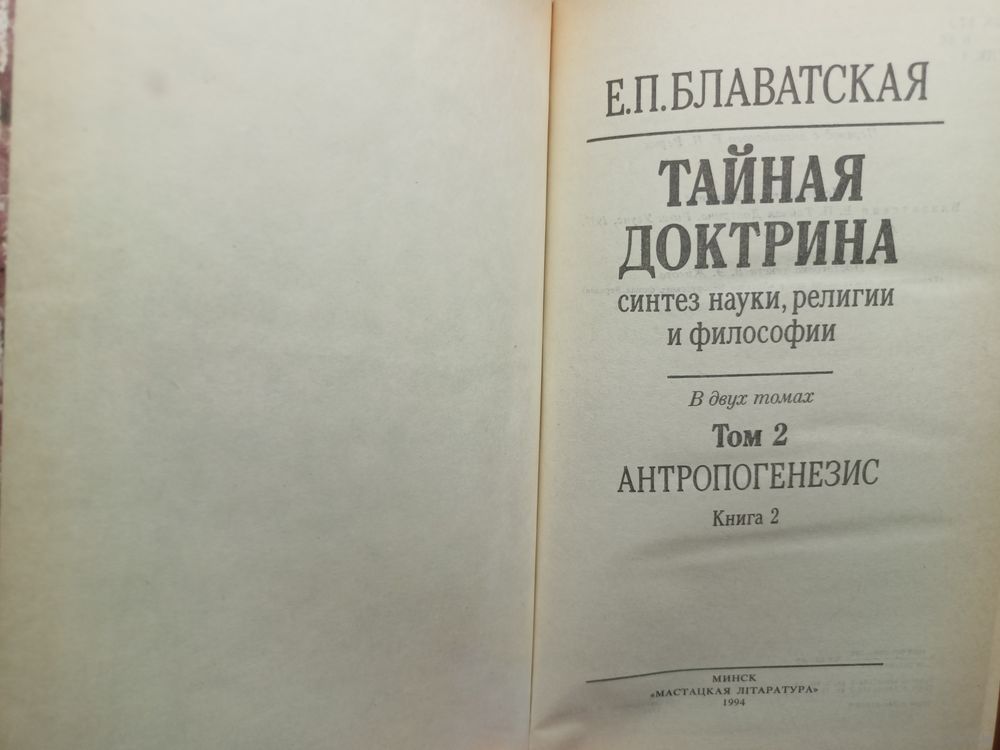 Е.П.БЛАВАТСКАЯ
ТАЙНАЯ
ДОКТРИНА
синтез науки, религии
и философии
В двух томах
Том 2
АНТРОПОГЕНЕЗИС
Книга 2
МИНСК
«МАСТАЦКАЯ ЛІТАРАТУРА»
1994